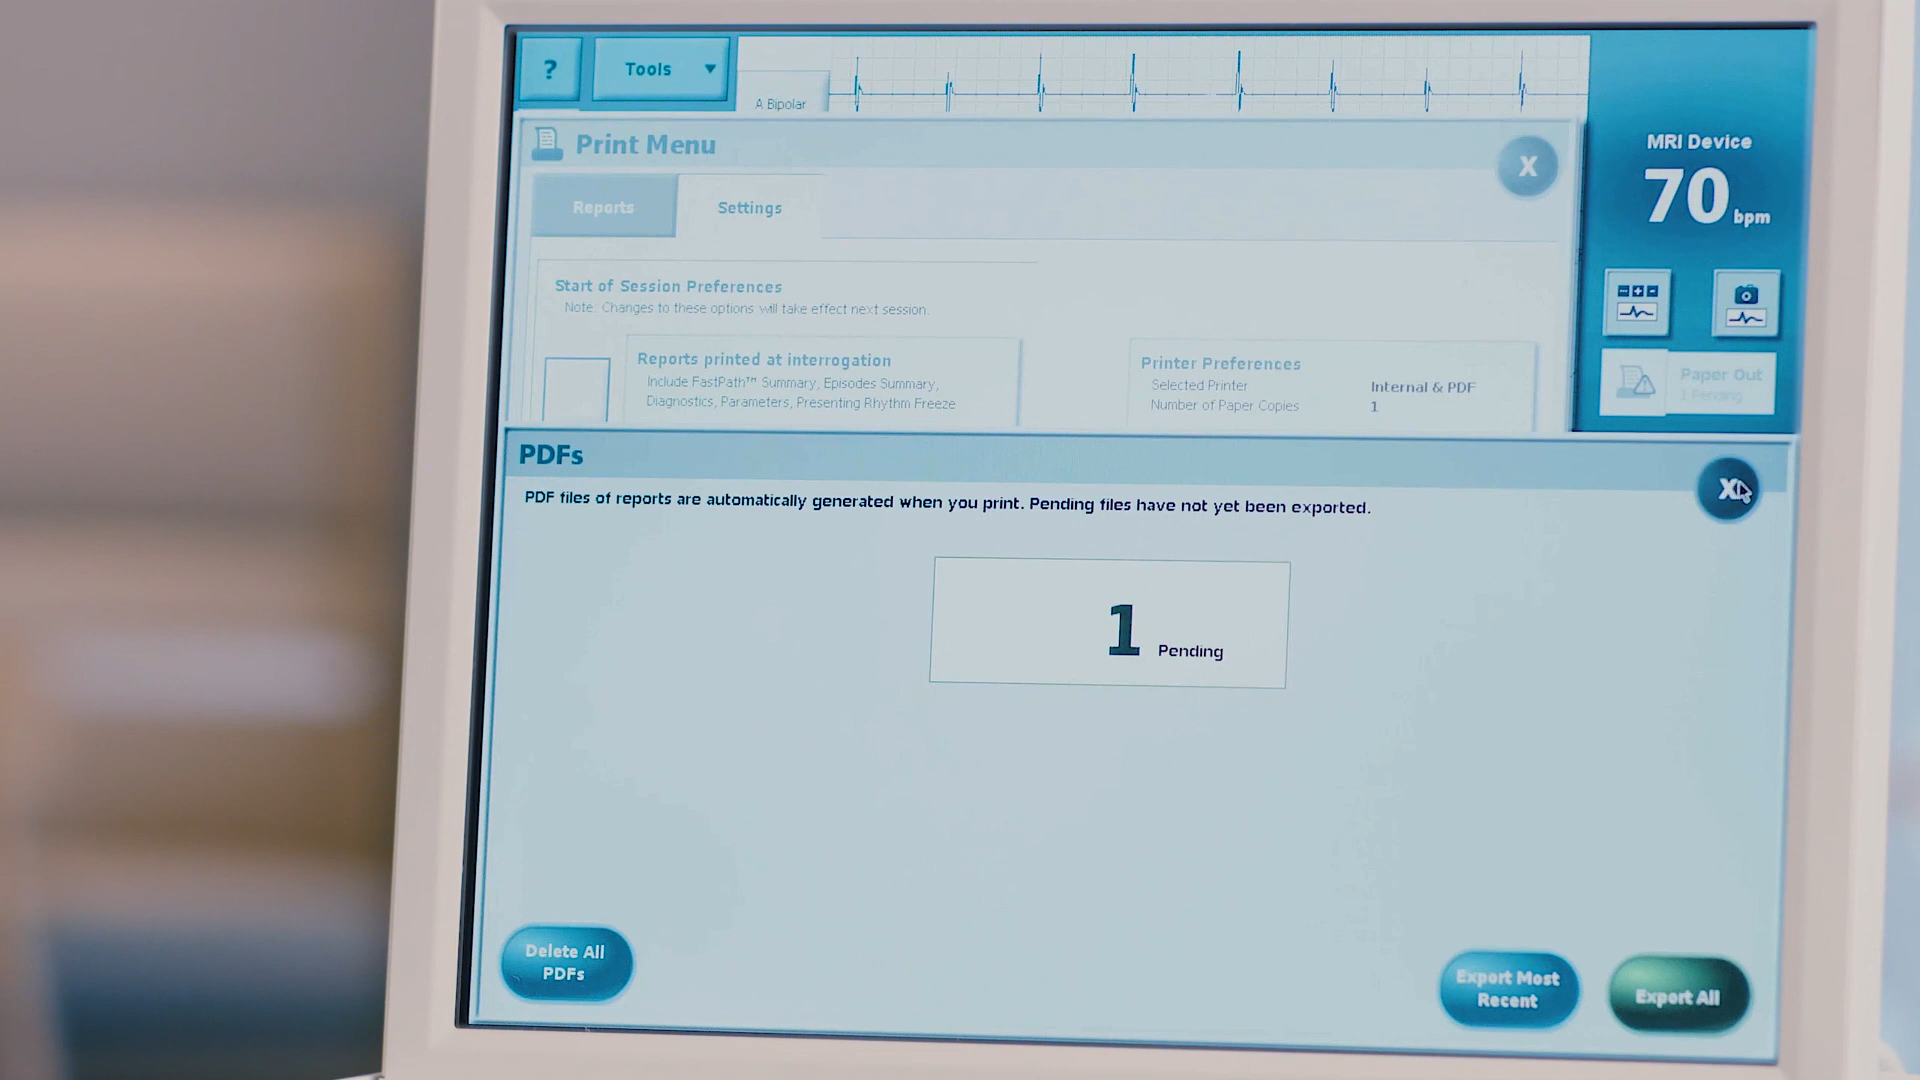 ?
Tools
A Bipolar
MRI Device
70 bpm
Print Menu
X
Reports
Settings
Start of Session Preferences
Note: Changes to these options will take effect next session.
Reports printed at interrogation
Include FastPath™ Summary, Episodes Summary,
Diagnostics, Parameters, Presenting Rhythm Freeze
Printer Preferences
Selected Printer Internal & PDF
Number of Paper Copies 1
Paper Out
1 Pending
PDFs
X
PDF files of reports are automatically generated when you print. Pending files have not yet been exported.
1 Pending
Delete All
PDFs
Export Most
Recent
Export All